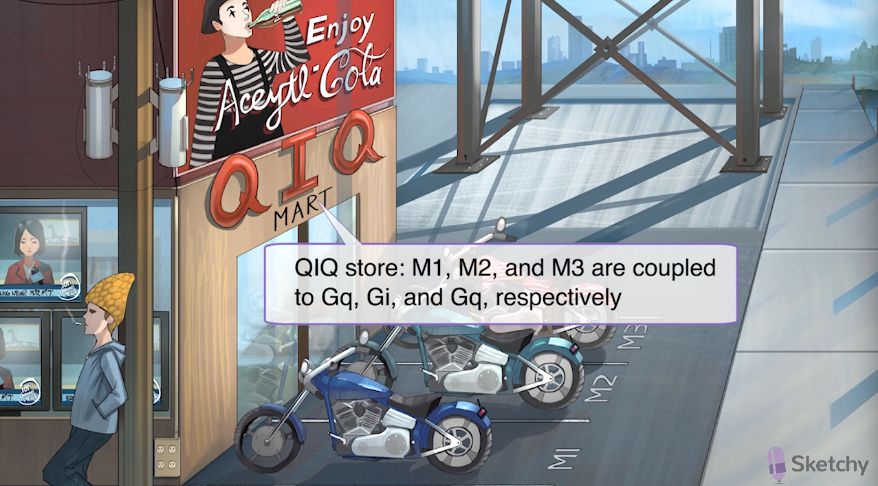 Enjoy
Aceytl-Cola
QIQ
MART
QIQ store: M1, M2, and M3 are coupled
to Gq, Gi, and Gq, respectively
M3
M2
M1
Sketchy